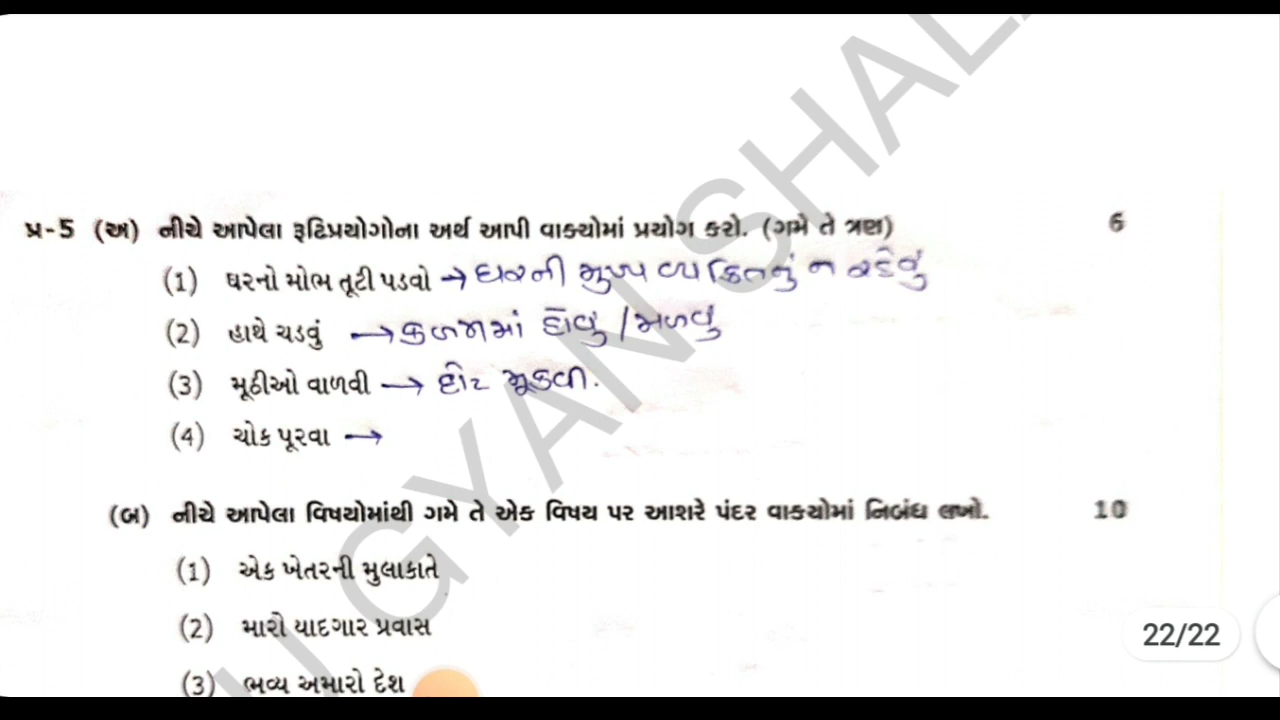 પ્ર-5 (અ) નીચે આપેલા રૂઢિપ્રયોગોના અર્થ આપી વાક્યોમાં પ્રયોગ કરો. (ગમે તે ત્રણ) 6
(1) ઘરનો મોભ તૂટી પડવો → ઘરની મુખ્ય વ્યક્તિનું ન રહેવું
(2) હાથે ચડવું → કબજામાં હોવું / મળવું
(3) મૂઠીઓ વાળવી → દોટ મૂકવી.
(4) ચોક પૂરવા →
(બ) નીચે આપેલા વિષયોમાંથી ગમે તે એક વિષય પર આશરે પંદર વાક્યોમાં નિબંધ લખો. 10
(1) એક ખેતરની મુલાકાતે
(2) મારો યાદગાર પ્રવાસ
22/22
(3) ભવ્ય અમારો દેશ
GYAN SHAL